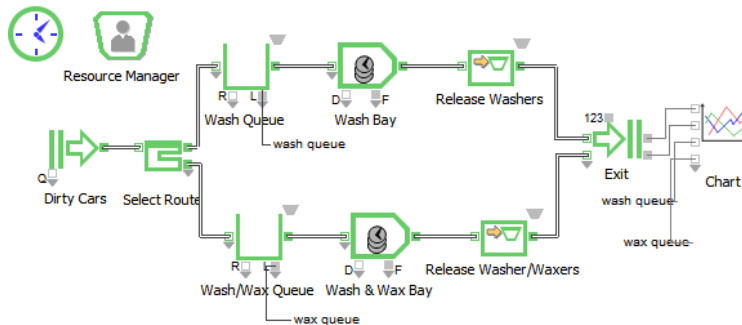 Resource Manager
R
L
Wash Queue
wash queue
D
F
Wash Bay
Release Washers
Q
Dirty Cars
Select Route
123
Exit
wash queue
wax queue
Chart
R
L
Wash/Wax Queue
wax queue
D
F
Wash & Wax Bay
Release Washer/Waxers